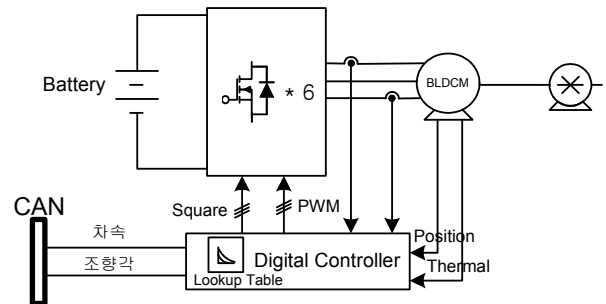 Battery
* 6
BLDCM
CAN
Square
PWM
차속
조향각
Digital Controller
Lookup Table
Position
Thermal